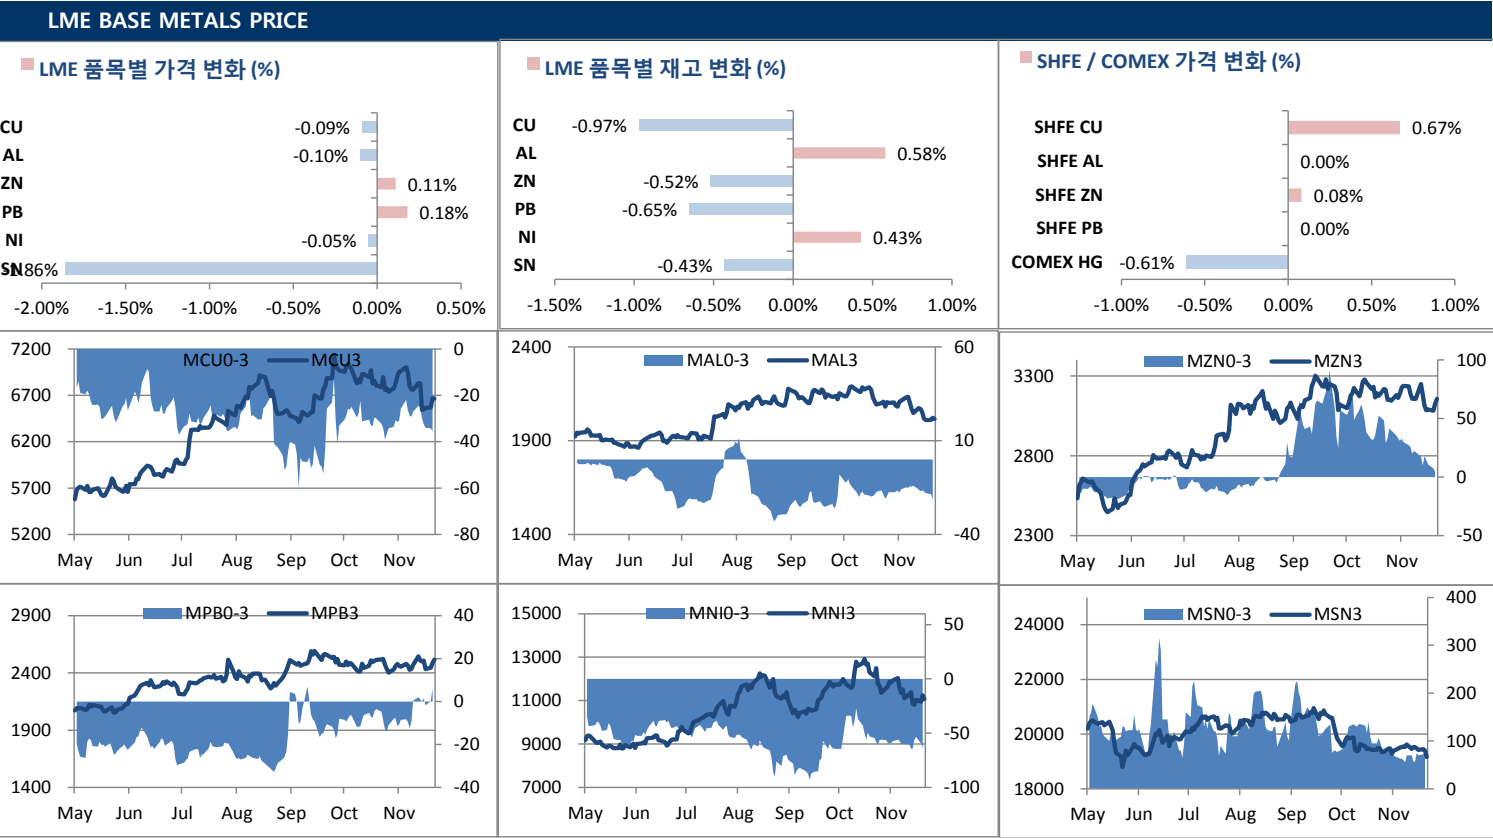 LME BASE METALS PRICE
LME 품목별 가격 변화 (%)
CU -0.09%
AL -0.10%
ZN 0.11%
PB 0.18%
NI -0.05%
SN .86%
-2.00% -1.50% -1.00% -0.50% 0.00% 0.50%
LME 품목별 재고 변화 (%)
CU -0.97%
AL 0.58%
ZN -0.52%
PB -0.65%
NI 0.43%
SN -0.43%
-1.50% -1.00% -0.50% 0.00% 0.50% 1.00%
SHFE / COMEX 가격 변화 (%)
SHFE CU 0.67%
SHFE AL 0.00%
SHFE ZN 0.08%
SHFE PB 0.00%
COMEX HG -0.61%
-1.00% -0.50% 0.00% 0.50% 1.00%
MCU0-3 MCU3
7200 0
6700 -20
6200 -40
5700 -60
5200 -80
May Jun Jul Aug Sep Oct Nov
MAL0-3 MAL3
2400 60
1900 10
1400 -40
May Jun Jul Aug Sep Oct Nov
MZN0-3 MZN3
100
3300
50
2800
0
2300 -50
May Jun Jul Aug Sep Oct Nov
MPB0-3 MPB3
2900 40
2400 20
0
1900
-20
1400 -40
May Jun Jul Aug Sep Oct Nov
MNI0-3 MNI3
15000
50
13000
0
11000
-50
9000
7000 -100
May Jun Jul Aug Sep Oct Nov
MSN0-3 MSN3
400
24000
300
22000
200
20000
100
18000 0
May Jun Jul Aug Sep Oct Nov